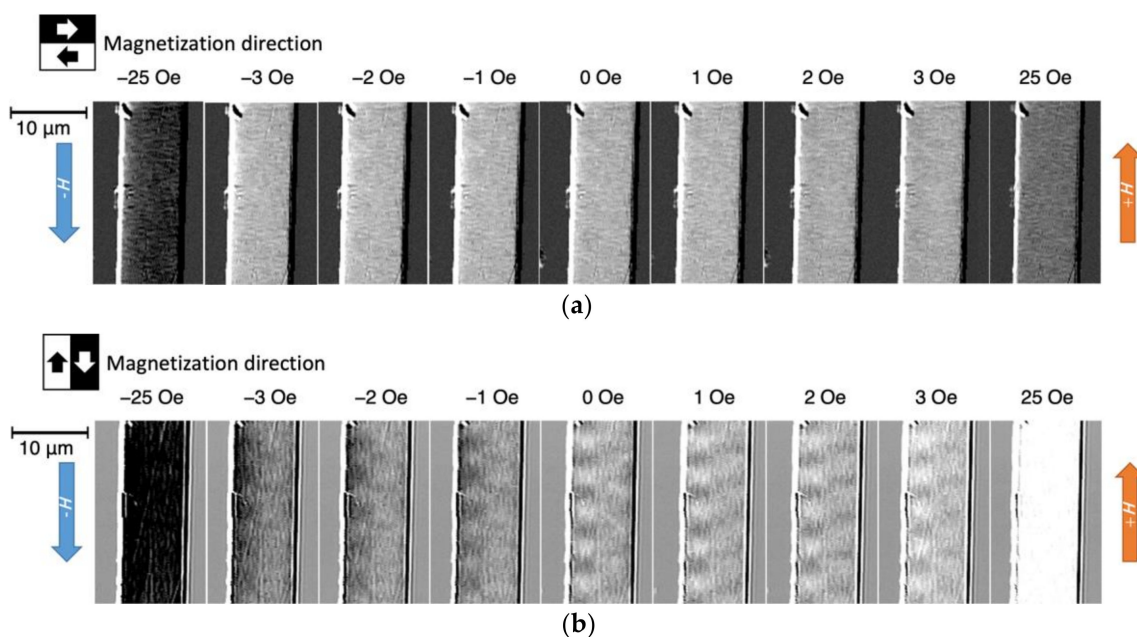 Magnetization direction
−25 Oe −3 Oe −2 Oe −1 Oe 0 Oe 1 Oe 2 Oe 3 Oe 25 Oe
10 µm
H-
H+
(a)
Magnetization direction
−25 Oe −3 Oe −2 Oe −1 Oe 0 Oe 1 Oe 2 Oe 3 Oe 25 Oe
10 µm
H-
H+
(b)